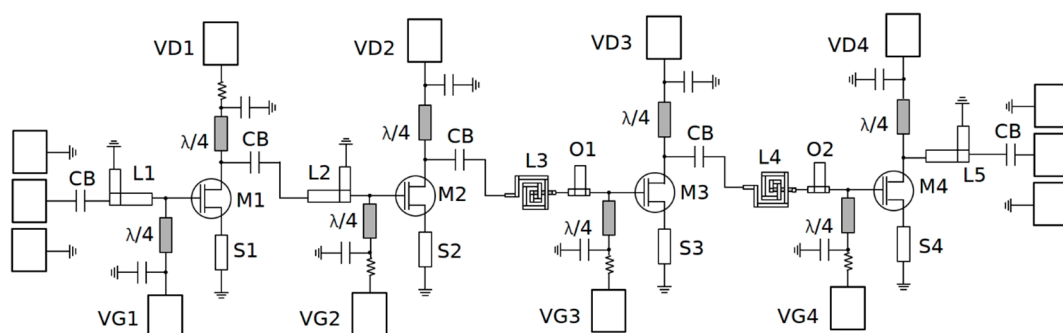 VD1
VD2
VD3
VD4
λ/4
CB
λ/4
CB
λ/4
CB
λ/4
CB
CB
L1
M1
L2
M2
L3
O1
M3
L4
O2
M4
L5
λ/4
S1
λ/4
S2
λ/4
S3
λ/4
S4
VG1
VG2
VG3
VG4